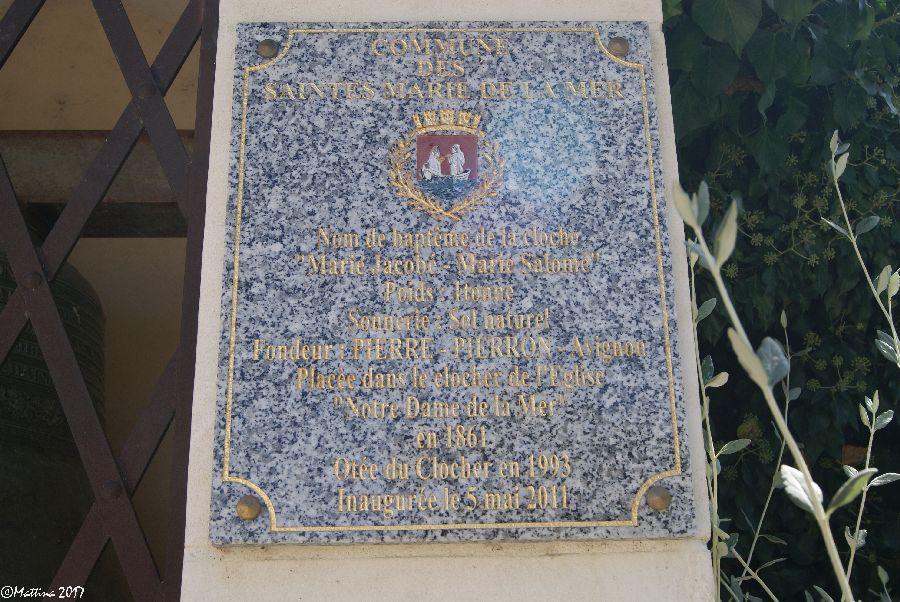 COMMUNE
DES
SAINTES MARIE DE LA MER
Nom de baptême de la cloche
"Marie Jacobé - Marie Salomé"
Poids : 1tonne
Sonnerie : Sol naturel
Fondeur : PIERRE - PIERRON - Avignon
Placée dans le clocher de l'Eglise
"Notre Dame de la Mer"
en 1861
Otée du Clocher en 1993
Inaugurée le 5 mai 2011
©Mattina 2017